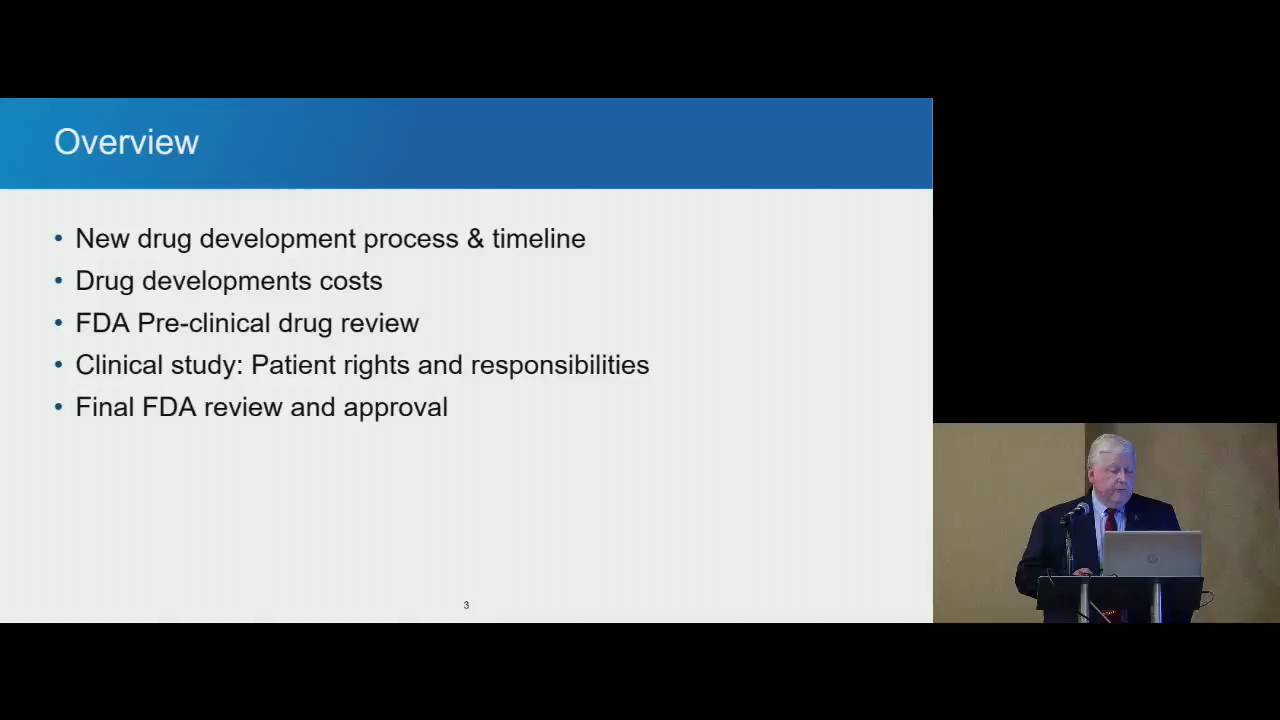 Overview
• New drug development process & timeline
• Drug developments costs
• FDA Pre-clinical drug review
• Clinical study: Patient rights and responsibilities
• Final FDA review and approval
3